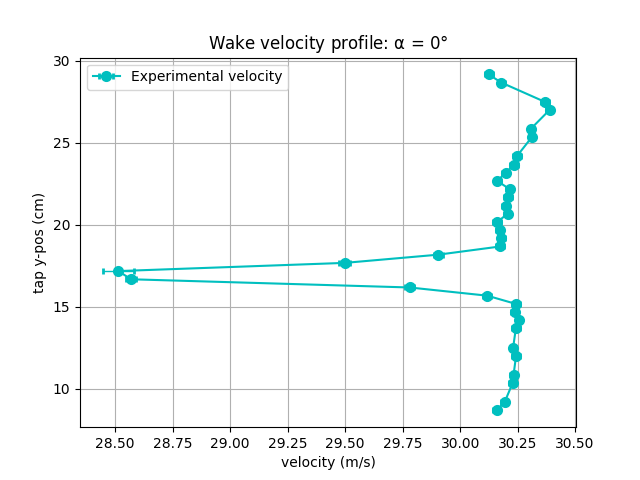 Wake velocity profile: α = 0°
Experimental velocity
30
25
20
15
10
tap y-pos (cm)
28.50 28.75 29.00 29.25 29.50 29.75 30.00 30.25 30.50
velocity (m/s)